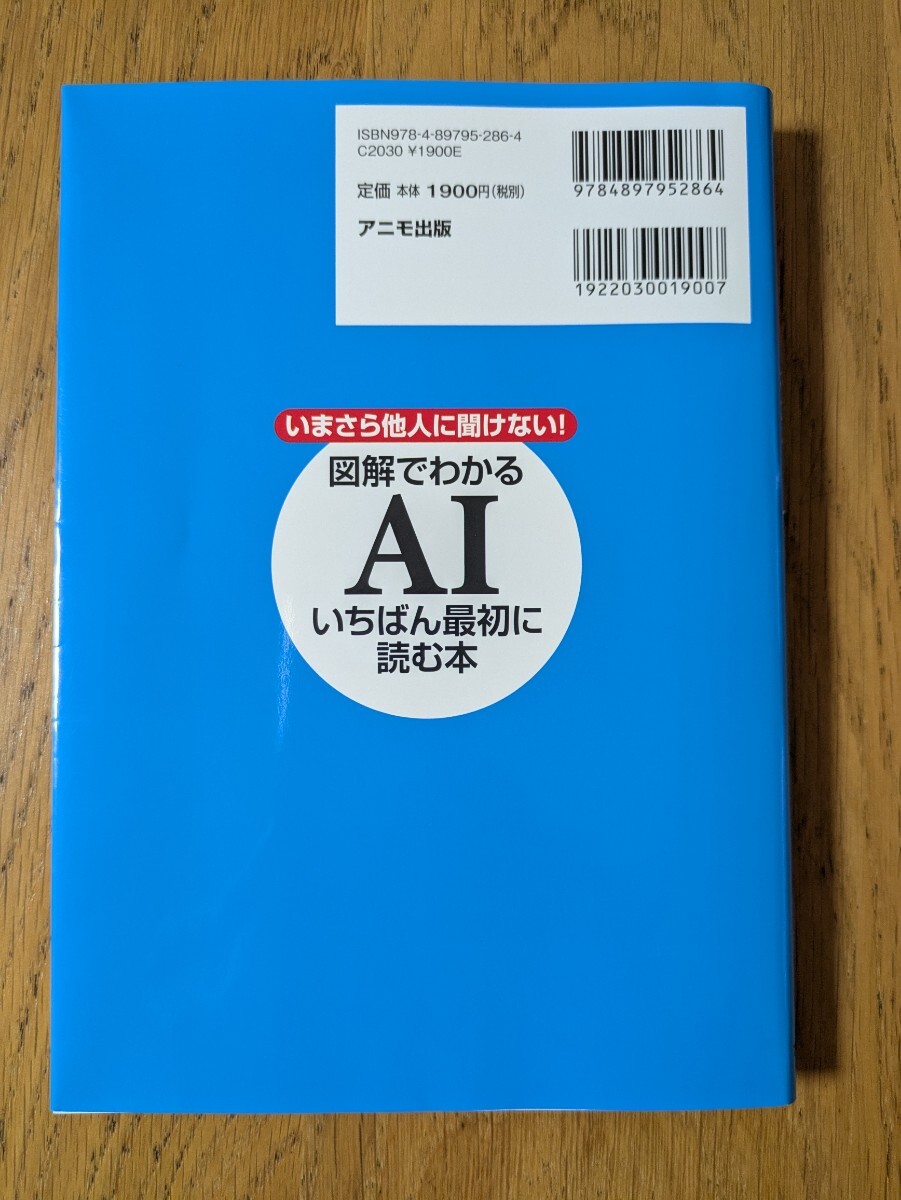 ISBN978-4-89795-286-4
C2030 ¥1900E
定価 本体 1900円(税別)
アニモ出版
9784897952864
1922030019007
いまさら他人に聞けない!
図解でわかる
AI
いちばん最初に
読む本